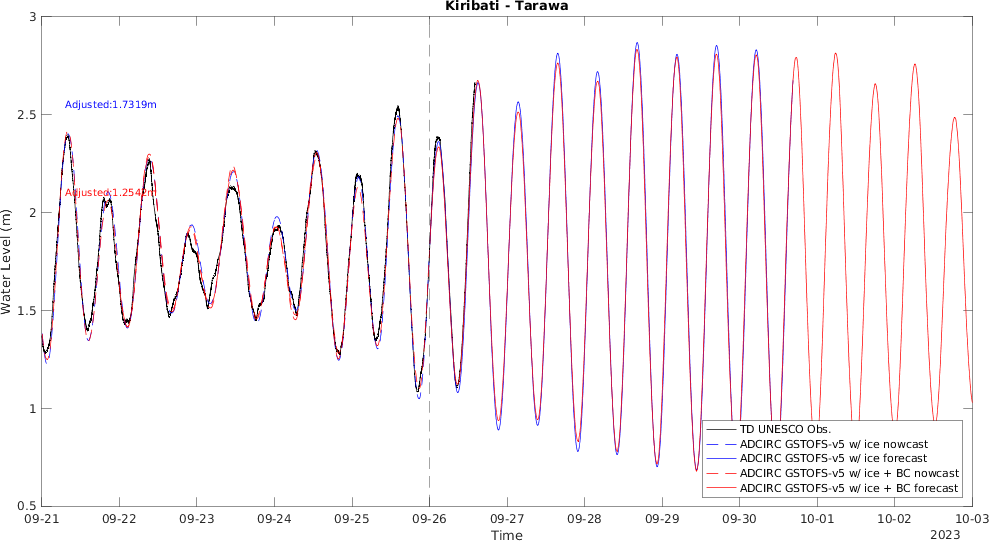 Kiribati - Tarawa
3
2.5
2
1.5
1
0.5
Water Level (m)
Adjusted:1.7319m
Adjusted:1.2542m
TD UNESCO Obs.
ADCIRC GSTOFS-v5 w/ ice nowcast
ADCIRC GSTOFS-v5 w/ ice forecast
ADCIRC GSTOFS-v5 w/ ice + BC nowcast
ADCIRC GSTOFS-v5 w/ ice + BC forecast
09-21 09-22 09-23 09-24 09-25 09-26 09-27 09-28 09-29 09-30 10-01 10-02 10-03
Time
2023